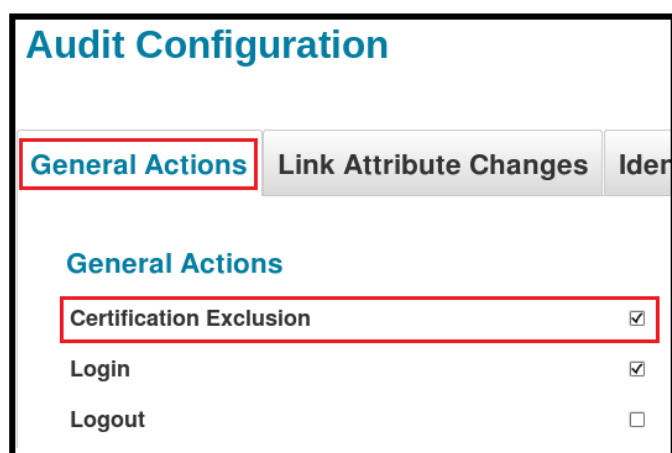 Audit Configuration
General Actions
Link Attribute Changes
General Actions
Certification Exclusion
Login
Logout